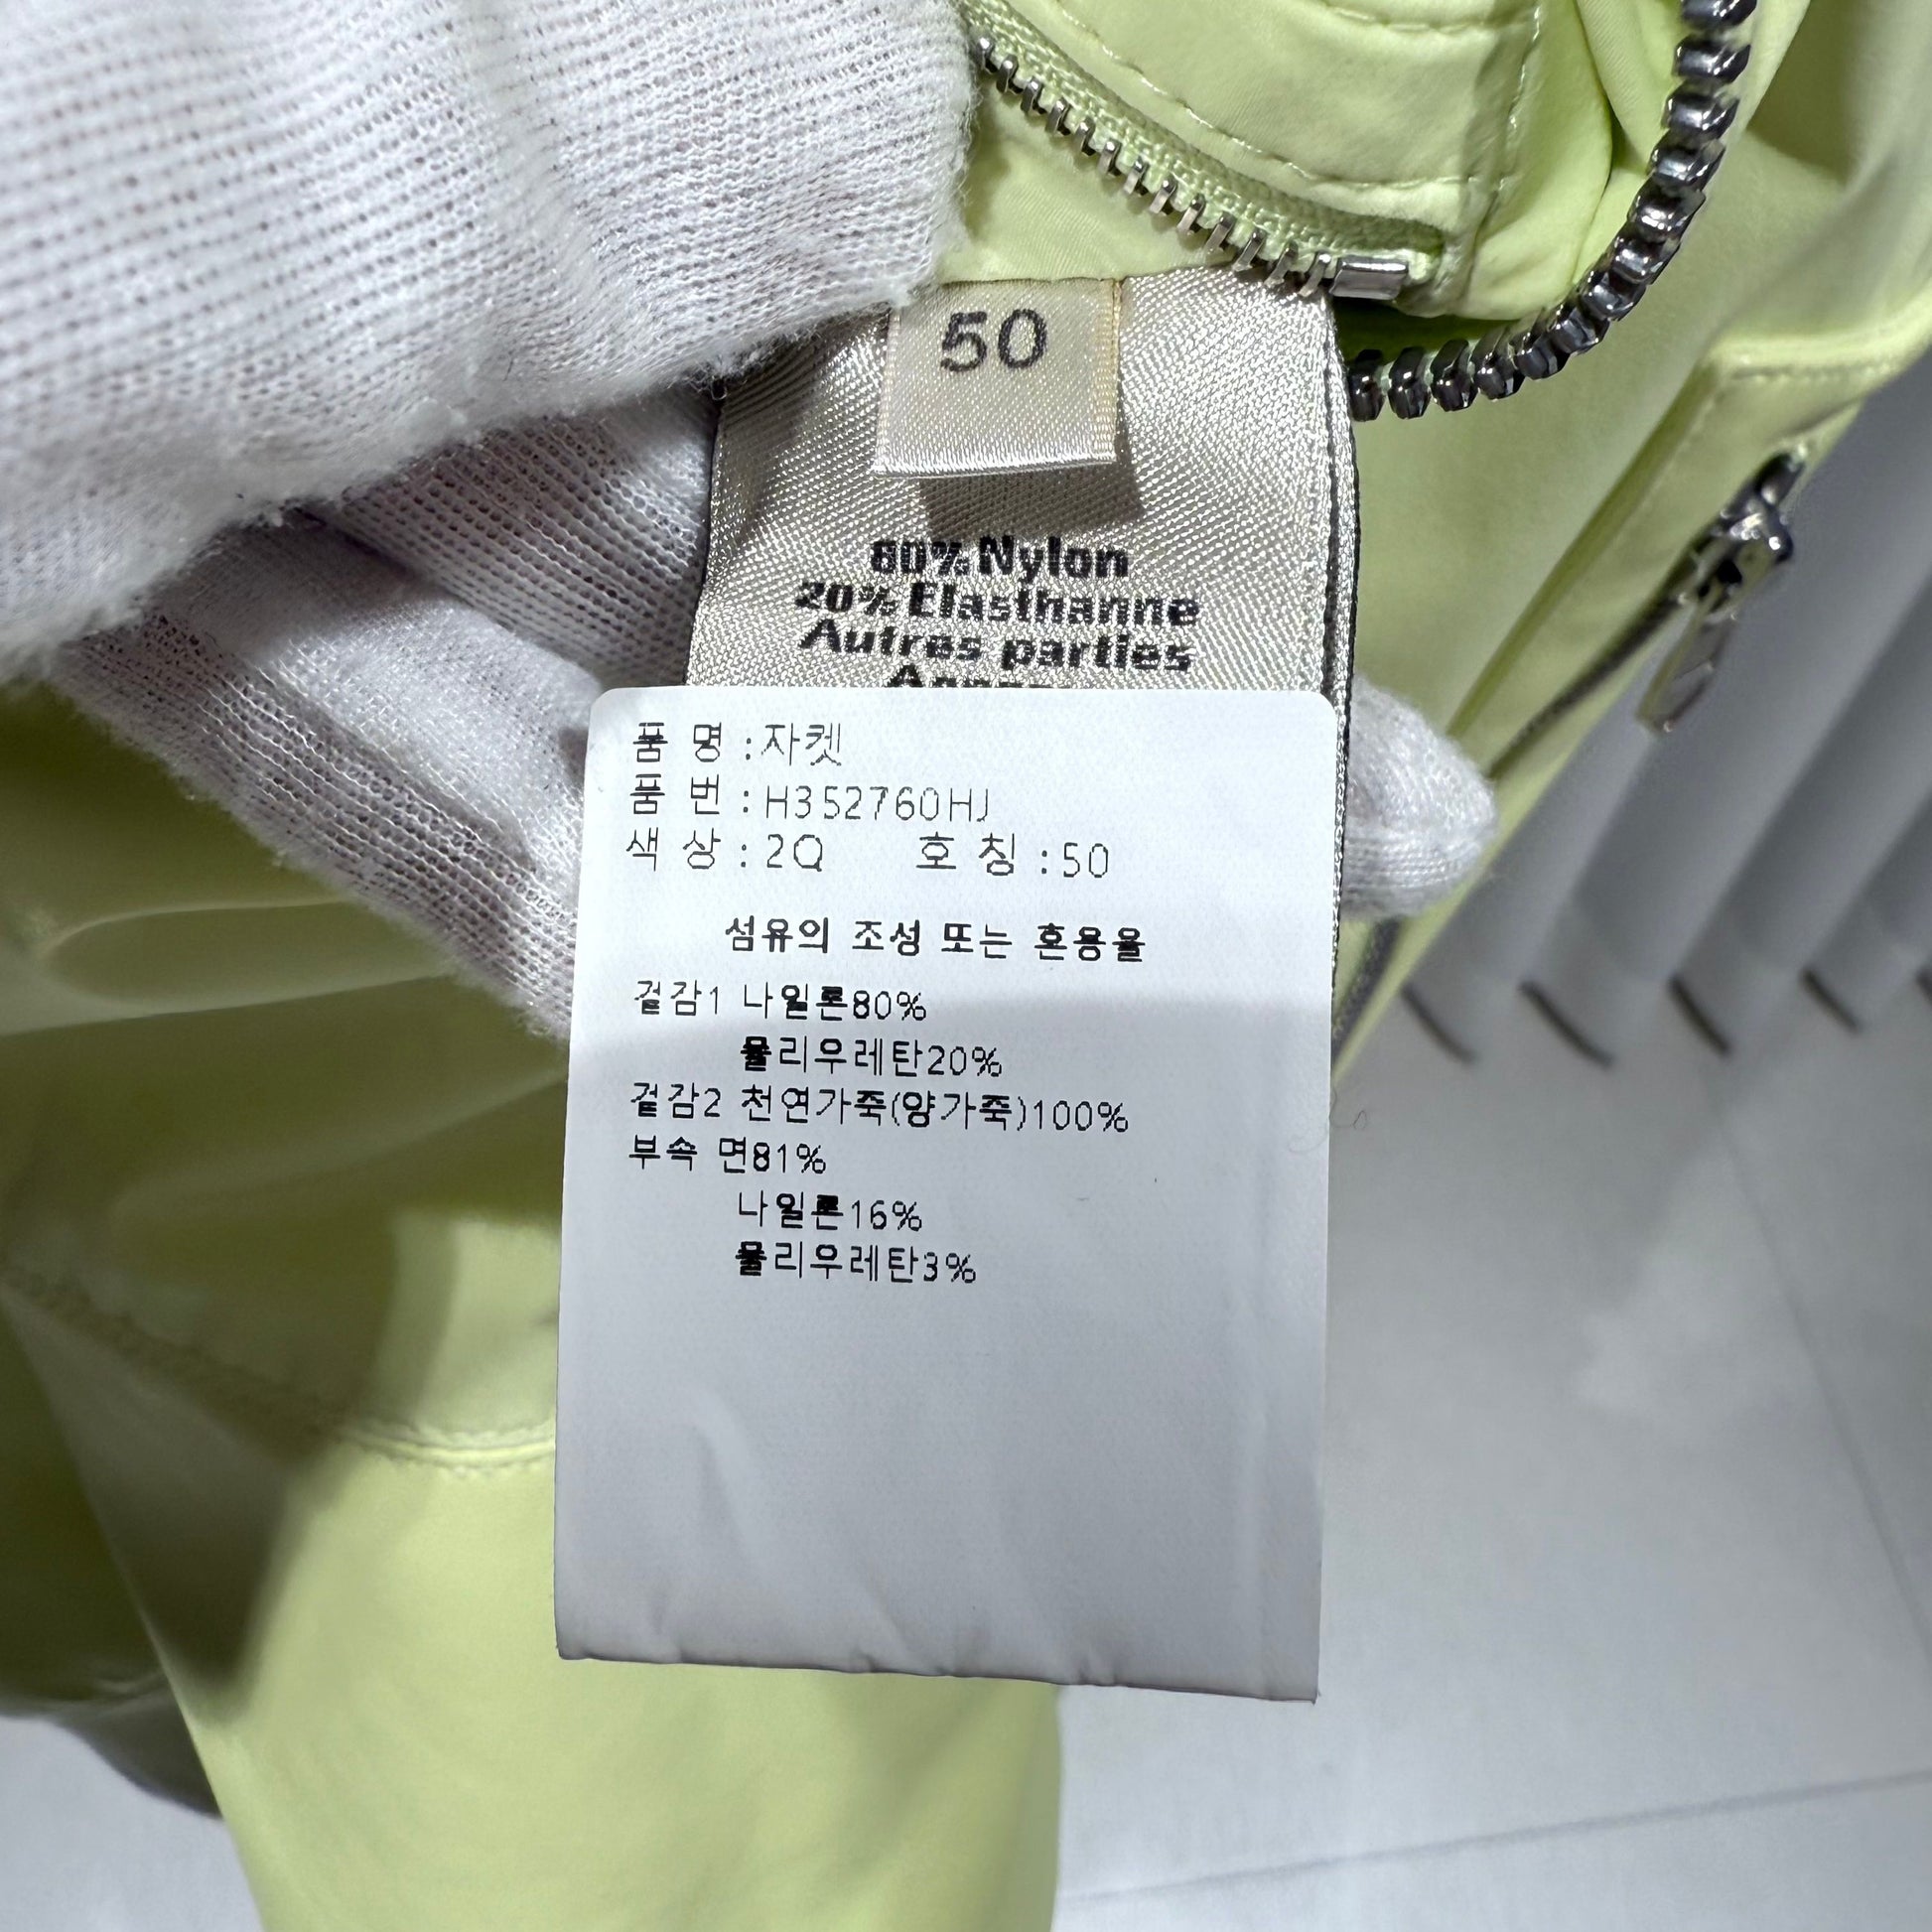 50
80% Nylon
20% Elasthanne
Autres parties
품 명 : 자켓
품 번 : H352760HJ
색 상 : 2Q 호 칭 : 50
섬유의 조성 또는 혼용율
겉감1 나일론80%
폴리우레탄20%
겉감2 천연가죽(양가죽)100%
부속 면81%
나일론16%
폴리우레탄3%